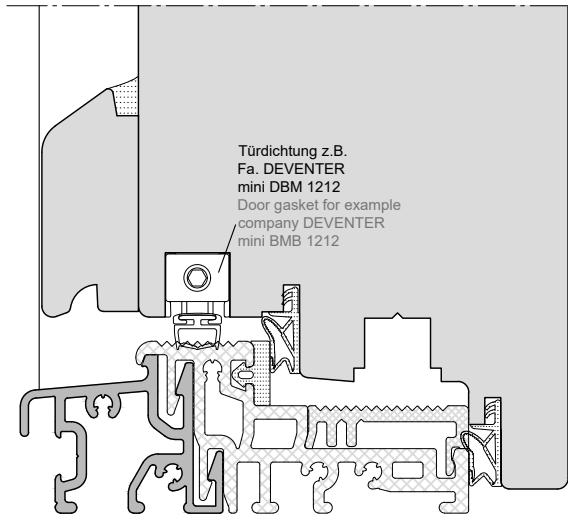 Türdichtung z.B.
Fa. DEVENTER
mini DBM 1212
Door gasket for example
company DEVENTER
mini BMB 1212